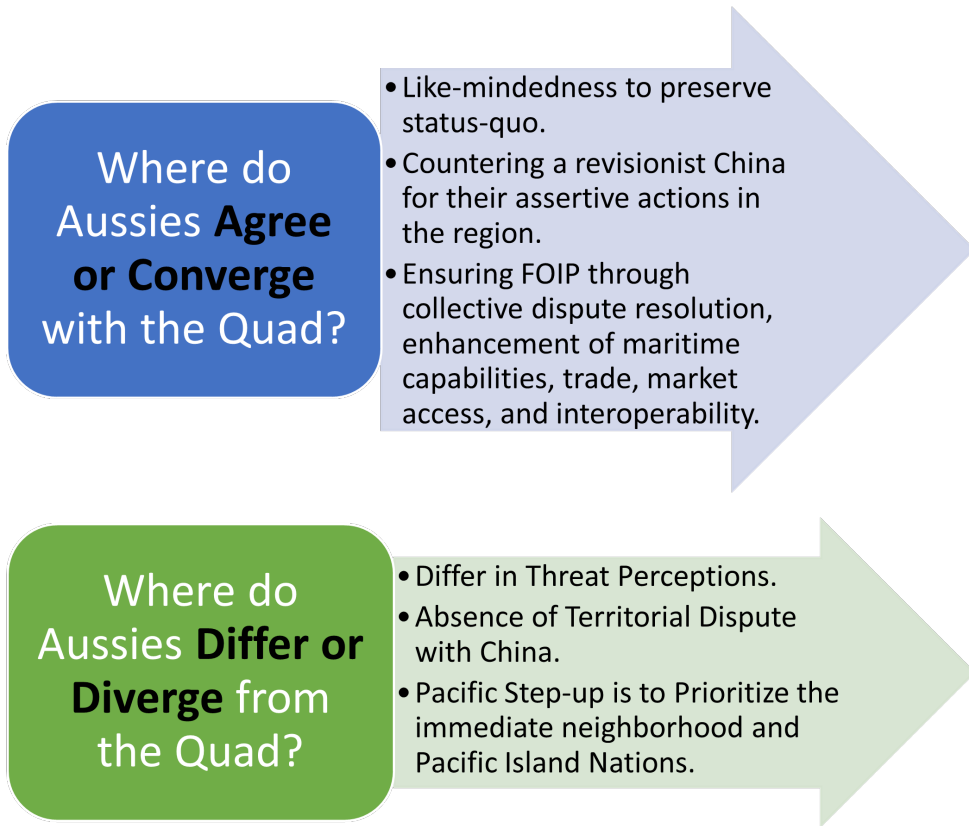 Where do
Aussies Agree
or Converge
with the Quad?
•Like-mindedness to preserve
status-quo.
•Countering a revisionist China
for their assertive actions in
the region.
•Ensuring FOIP through
collective dispute resolution,
enhancement of maritime
capabilities, trade, market
access, and interoperability.
Where do
Aussies Differ or
Diverge from
the Quad?
•Differ in Threat Perceptions.
•Absence of Territorial Dispute
with China.
•Pacific Step-up is to Prioritize the
immediate neighborhood and
Pacific Island Nations.